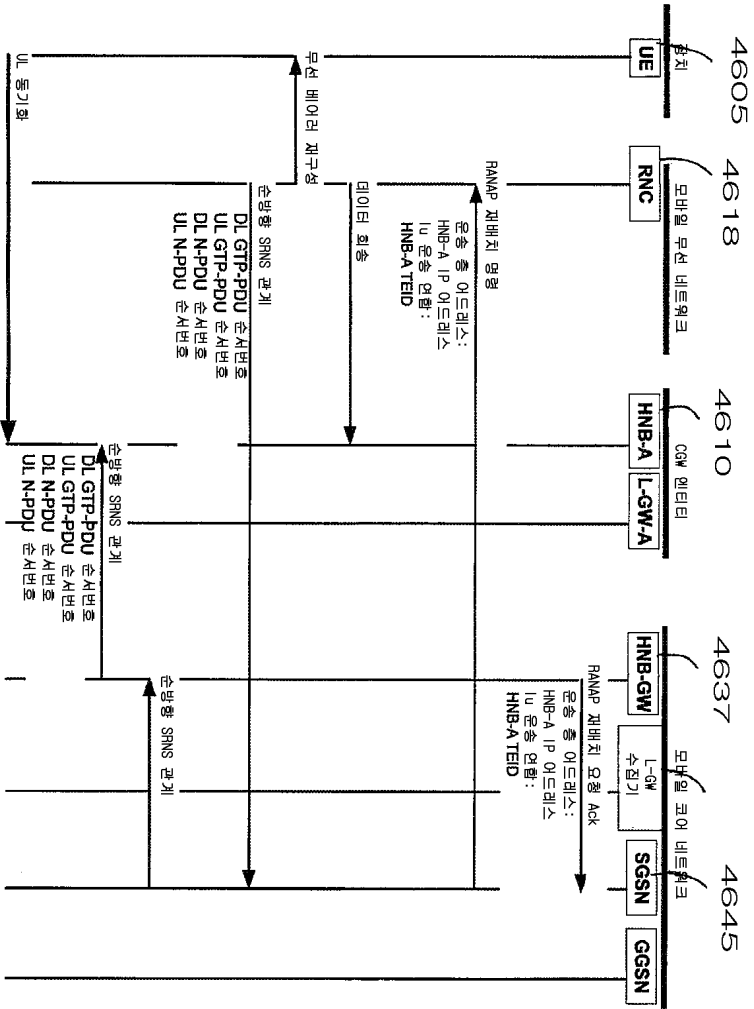 4605 4618 4610 4637 4645
장치 모바일 무선 네트워크 CGW 엔티티 모바일 코어 네트워크
UE RNC HNB-A L-GW-A HNB-GW L-GW SGSN GGSN
수집기
RANAP 재배치 요청 Ack
운송 층 어드레스:
HNB-A IP 어드레스
Iu 운송 연합:
HNB-A TEID
RANAP 재배치 명령
운송 층 어드레스:
HNB-A IP 어드레스
Iu 운송 연합:
HNB-A TEID
데이터 회송
무선 베어러 재구성
순방향 SRNS 관계
DL GTP-PDU 순서번호
UL GTP-PDU 순서번호
DL N-PDU 순서번호
UL N-PDU 순서번호
순방향 SRNS 관계
순방향 SRNS 관계
DL GTP-PDU 순서번호
UL GTP-PDU 순서번호
DL N-PDU 순서번호
UL N-PDU 순서번호
UL 동기화